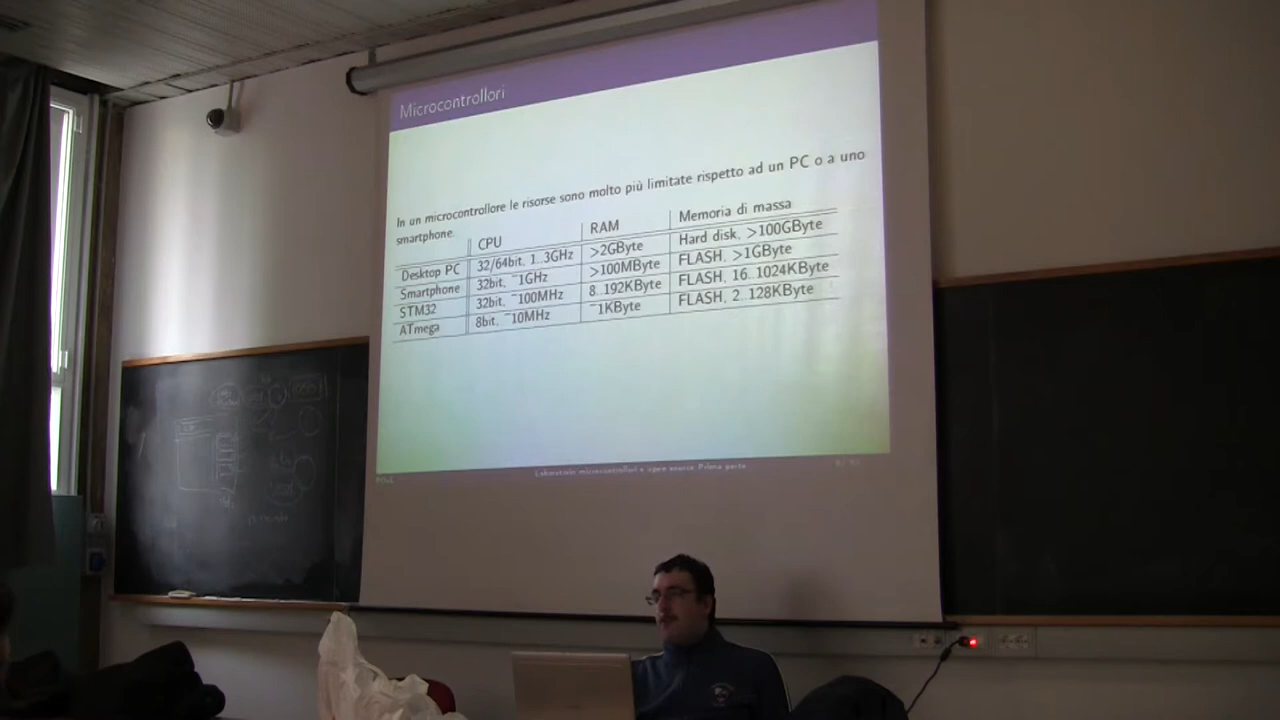 Microcontrollori
In un microcontrollore le risorse sono molto più limitate rispetto ad un PC o a uno
smartphone.
CPU RAM Memoria di massa
Desktop PC 32/64bit, 1..3GHz >2GByte Hard disk, >100GByte
Smartphone 32bit, ~1GHz >100MByte FLASH, >1GByte
STM32 32bit, ~100MHz 8..192KByte FLASH, 16..1024KByte
ATmega 8bit, ~10MHz ~1KByte FLASH, 2..128KByte
Laboratorio microcontrollori e open source Prima parte